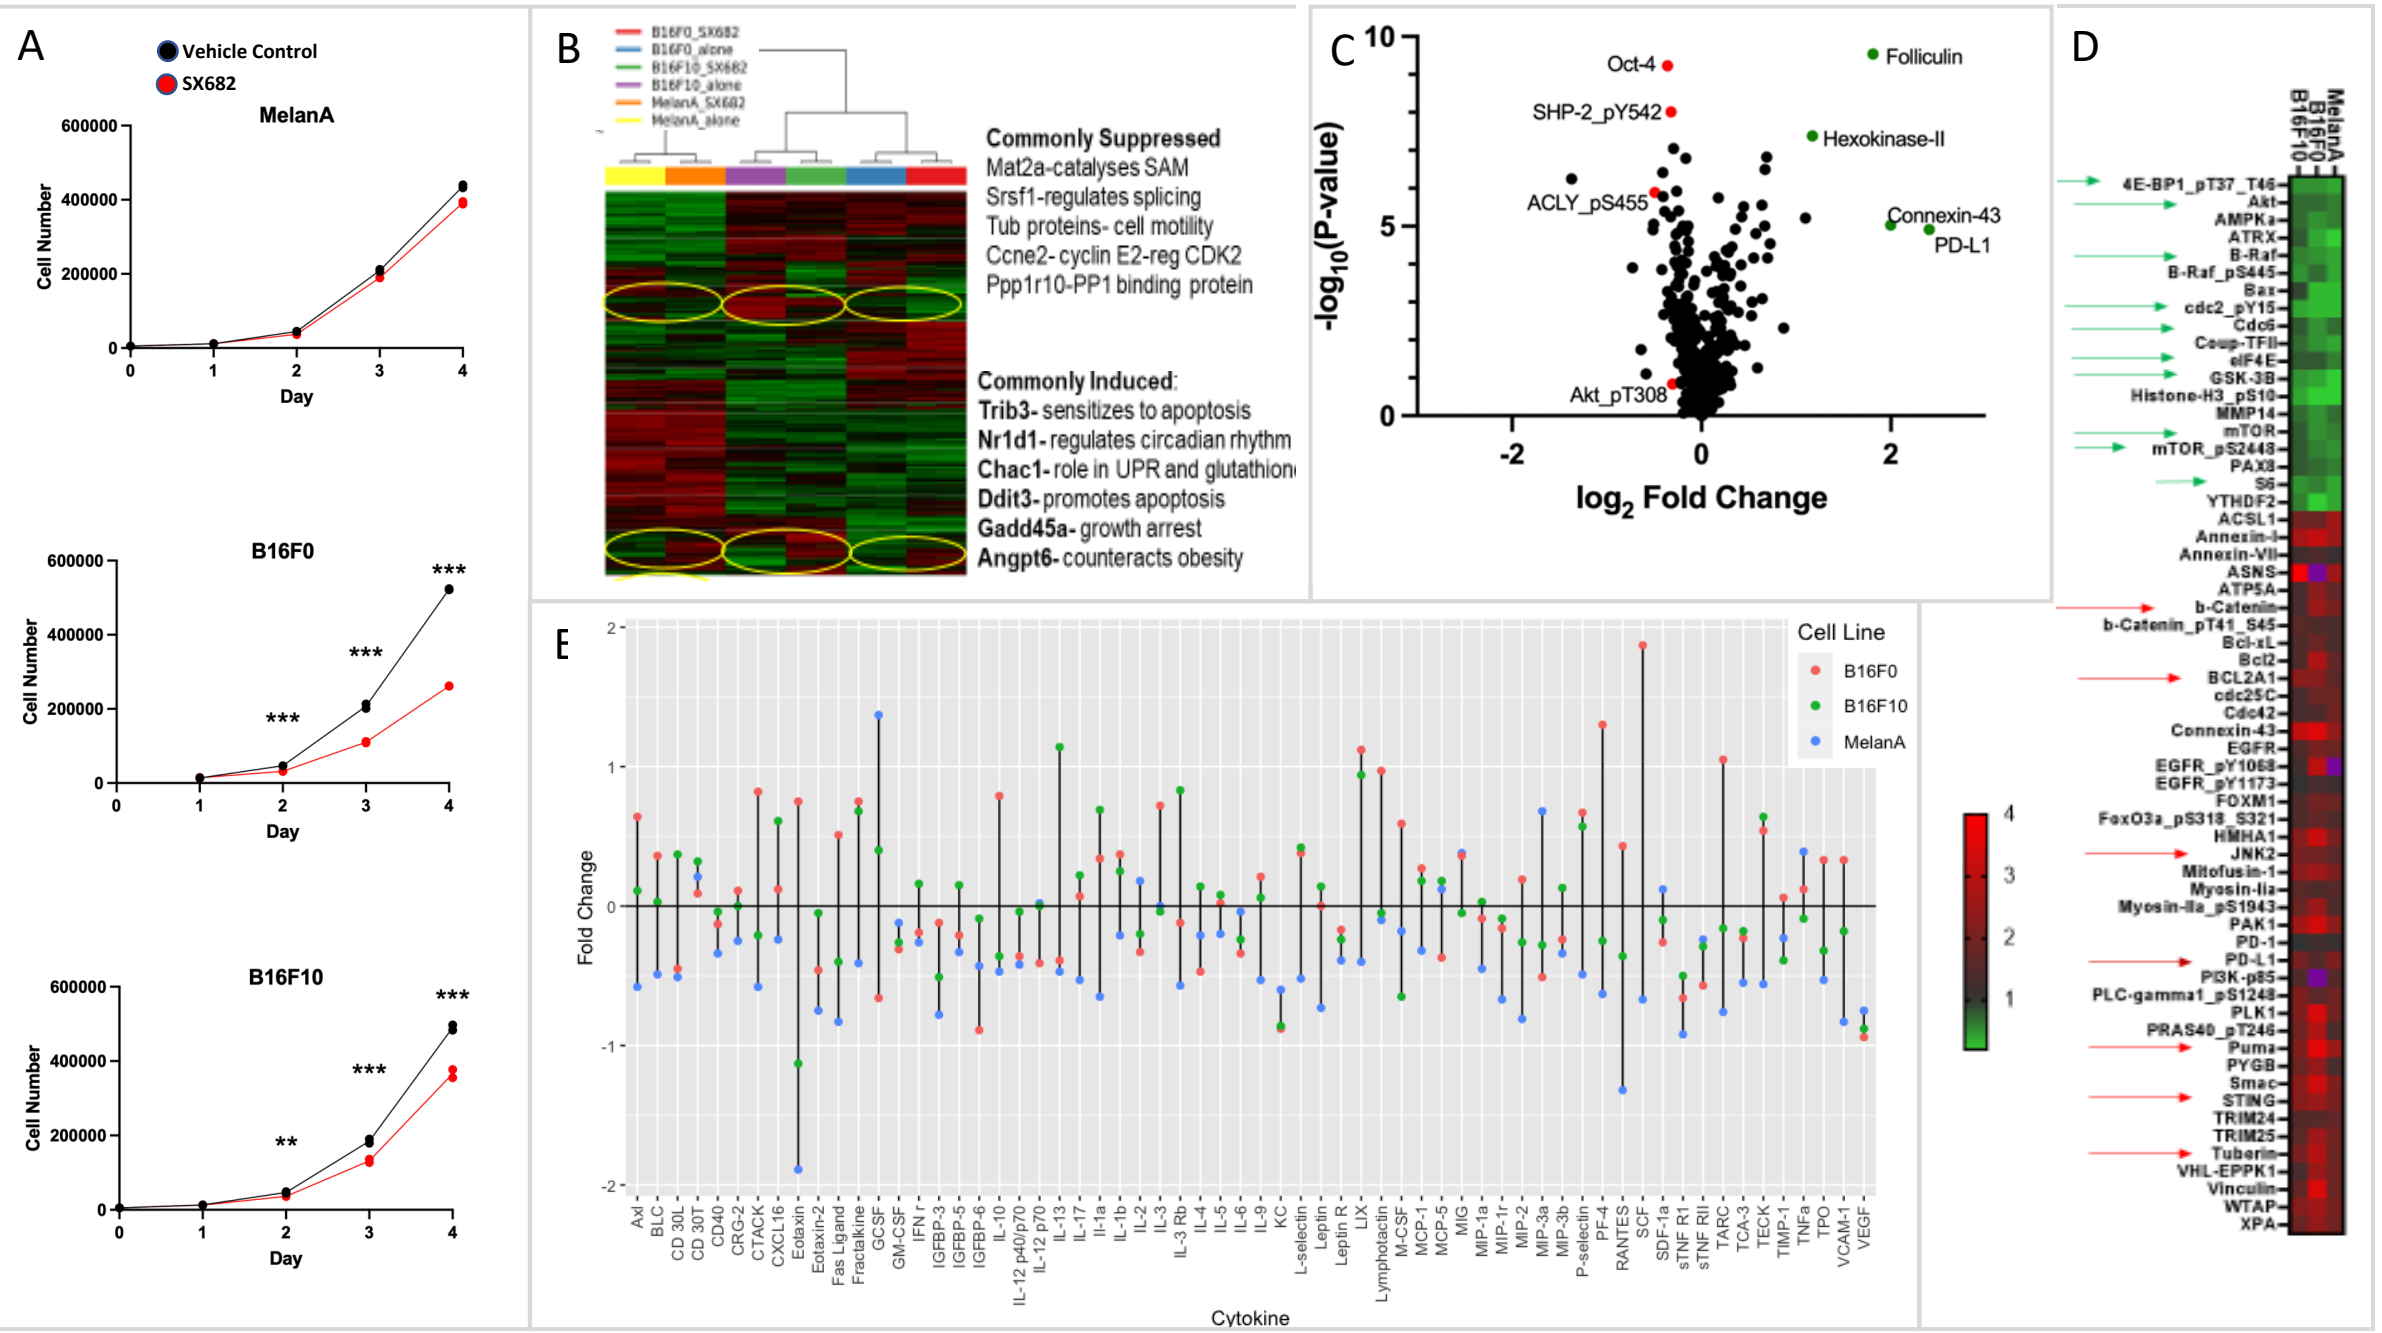 A
Vehicle Control
SX682
MelanA
600000
400000
200000
0
Cell Number
0 1 2 3 4
Day
B16F0
600000
400000
200000
0
Cell Number
***
***
***
0 1 2 3 4
Day
B16F10
600000
400000
200000
0
Cell Number
**
***
***
0 1 2 3 4
Day
B
B16F0_SX682
B16F0_alone
B16F10_SX682
B16F10_alone
MelanA_SX682
MelanA_alone
Commonly Suppressed
Mat2a-catalyses SAM
Srsf1-regulates splicing
Tub proteins- cell motility
Ccne2- cyclin E2-reg CDK2
Ppp1r10-PP1 binding protein
Commonly Induced:
Trib3- sensitizes to apoptosis
Nr1d1- regulates circadian rhythm
Chac1- role in UPR and glutathione
Ddit3- promotes apoptosis
Gadd45a- growth arrest
Angpt6- counteracts obesity
C
10
5
0
-log10(P-value)
Oct-4
SHP-2_pY542
ACLY_pS455
Akt_pT308
Folliculin
Hexokinase-II
Connexin-43
PD-L1
-2 0 2
log2 Fold Change
D
B16F10
B16F0
MelanA
4E-BP1_pT37_T46
Akt
AMPKa
ATRX
B-Raf
B-Raf_pS445
Bax
cdc2_pY15
Cdc6
Coup-TFII
eIF4E
GSK-3B
Histone-H3_pS10
MMP14
mTOR
mTOR_pS2448
PAX8
S6
YTHDF2
ACSL1
Annexin-I
Annexin-VII
ASNS
ATP5A
b-Catenin
b-Catenin_pT41_S45
Bcl-xL
Bcl2
BCL2A1
cdc25C
Cdc42
Connexin-43
EGFR
EGFR_pY1068
EGFR_pY1173
FOXM1
FoxO3a_pS318_S321
HMHA1
JNK2
Mitofusin-1
Myosin-IIa
Myosin-IIa_pS1943
PAK1
PD-1
PD-L1
PI3K-p85
PLC-gamma1_pS1248
PLK1
PRAS40_pT246
Puma
PYGB
Smac
STING
TRIM24
TRIM25
Tuberin
VHL-EPPK1
Vinculin
WTAP
XPA
4
3
2
1
E
2
1
0
-1
-2
Fold Change
Cell Line
B16F0
B16F10
MelanA
Axl
BLC
CD 30L
CD 30T
CD40
CRG-2
CTACK
CXCL16
Eotaxin
Eotaxin-2
Fas Ligand
Fractalkine
GCSF
GM-CSF
IFN r
IGFBP-3
IGFBP-5
IGFBP-6
IL-10
IL-12 p40/p70
IL-12 p70
IL-13
IL-17
Il-1a
IL-1b
IL-2
IL-3
IL-3 Rb
IL-4
IL-5
IL-6
IL-9
KC
L-selectin
Leptin
Leptin R
LIX
Lymphotactin
M-CSF
MCP-1
MCP-5
MIG
MIP-1a
MIP-1r
MIP-2
MIP-3a
MIP-3b
P-selectin
PF-4
RANTES
SCF
SDF-1a
sTNF R1
sTNF RII
TARC
TCA-3
TECK
TIMP-1
TNFa
TPO
VCAM-1
VEGF
Cytokine